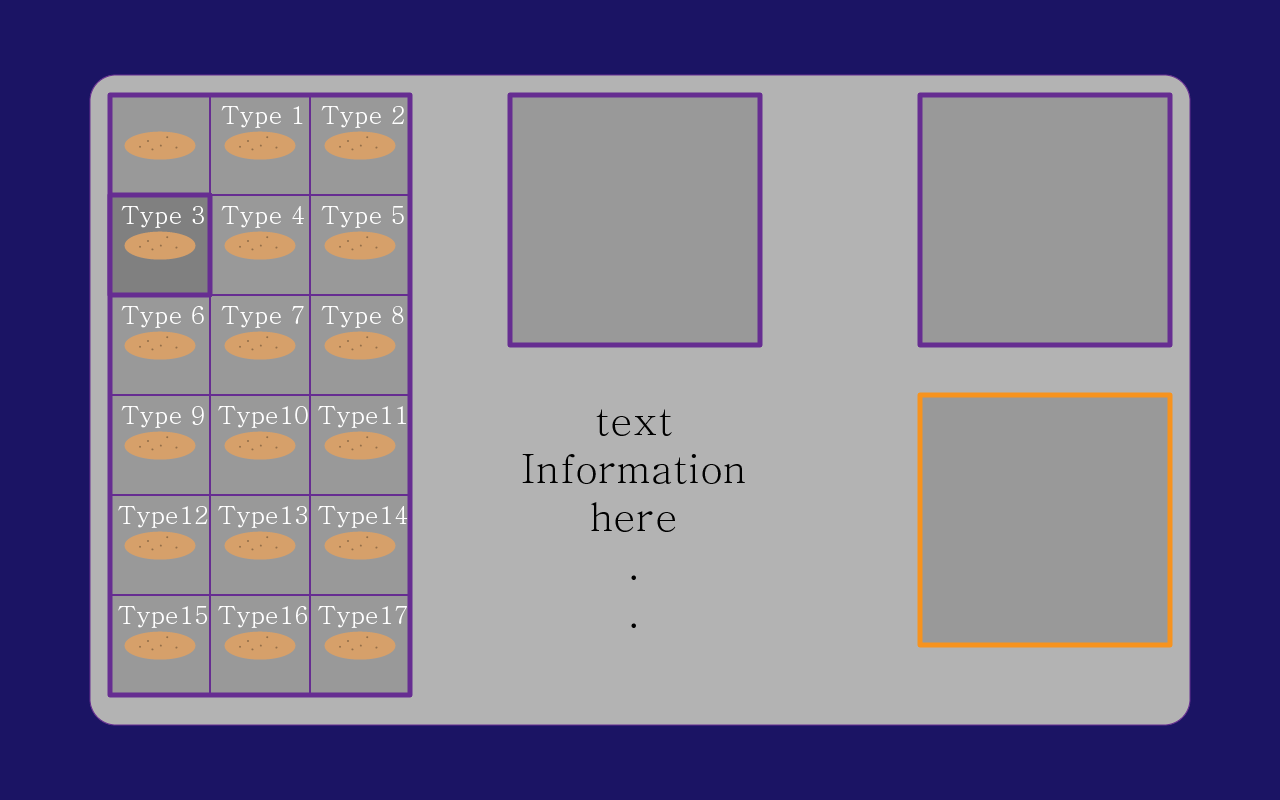 Type 1
Type 2
Type 3
Type 4
Type 5
Type 6
Type 7
Type 8
Type 9
Type10
Type11
Type12
Type13
Type14
Type15
Type16
Type17
text
Information
here
.
.